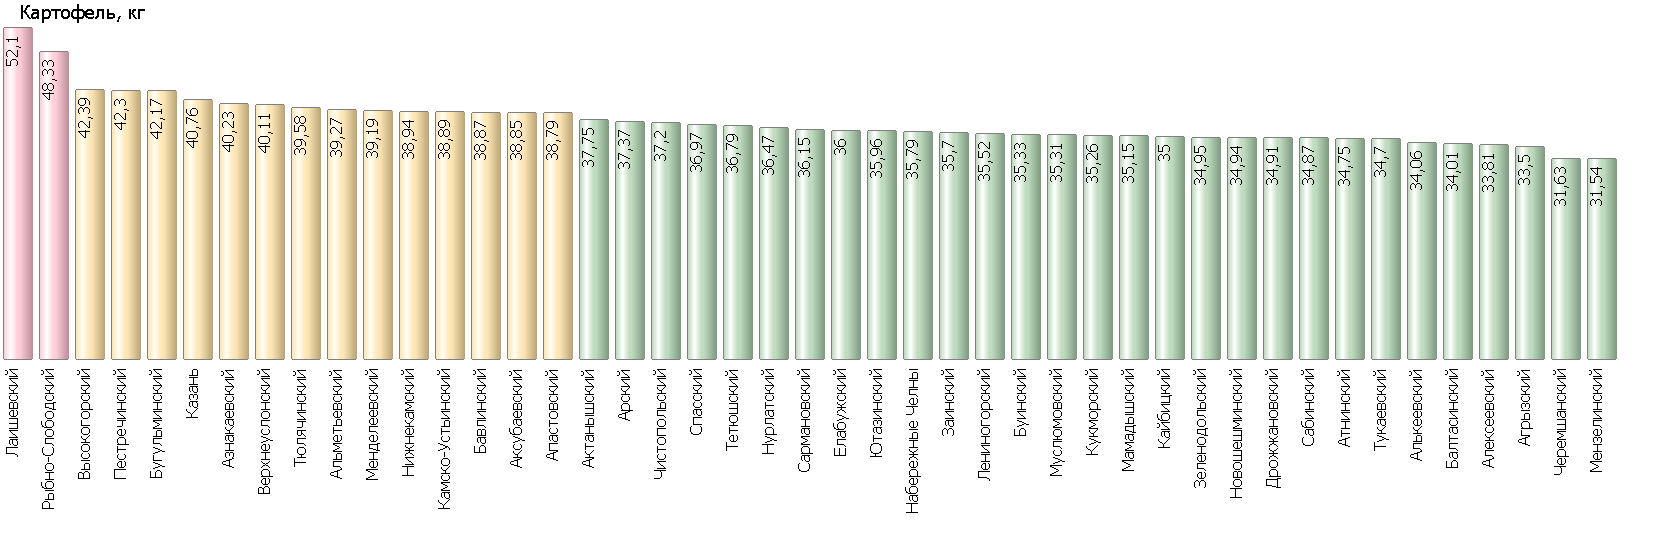 Картофель, кг
52,1
48,33
42,39
42,3
42,17
40,76
40,23
40,11
39,58
39,27
39,19
38,94
38,89
38,87
38,85
38,79
37,75
37,37
37,2
36,97
36,79
36,47
36,15
36
35,96
35,79
35,7
35,52
35,33
35,31
35,26
35,15
35
34,95
34,94
34,91
34,87
34,75
34,7
34,06
34,01
33,81
33,5
31,63
31,54
Лаишевский
Рыбно-Слободский
Высокогорский
Пестречинский
Бугульминский
Казань
Азнакаевский
Верхнеуслонский
Тюлячинский
Альметьевский
Менделеевский
Нижнекамский
Камско-Устьинский
Бавлинский
Аксубаевский
Апастовский
Актанышский
Арский
Чистопольский
Спасский
Тетюшский
Нурлатский
Сармановский
Елабужский
Ютазинский
Набережные Челны
Заинский
Лениногорский
Буинский
Муслюмовский
Кукморский
Мамадышский
Кайбицкий
Зеленодольский
Новошешминский
Дрожжановский
Сабинский
Атнинский
Тукаевский
Алькеевский
Балтасинский
Алексеевский
Агрызский
Черемшанский
Мензелинский